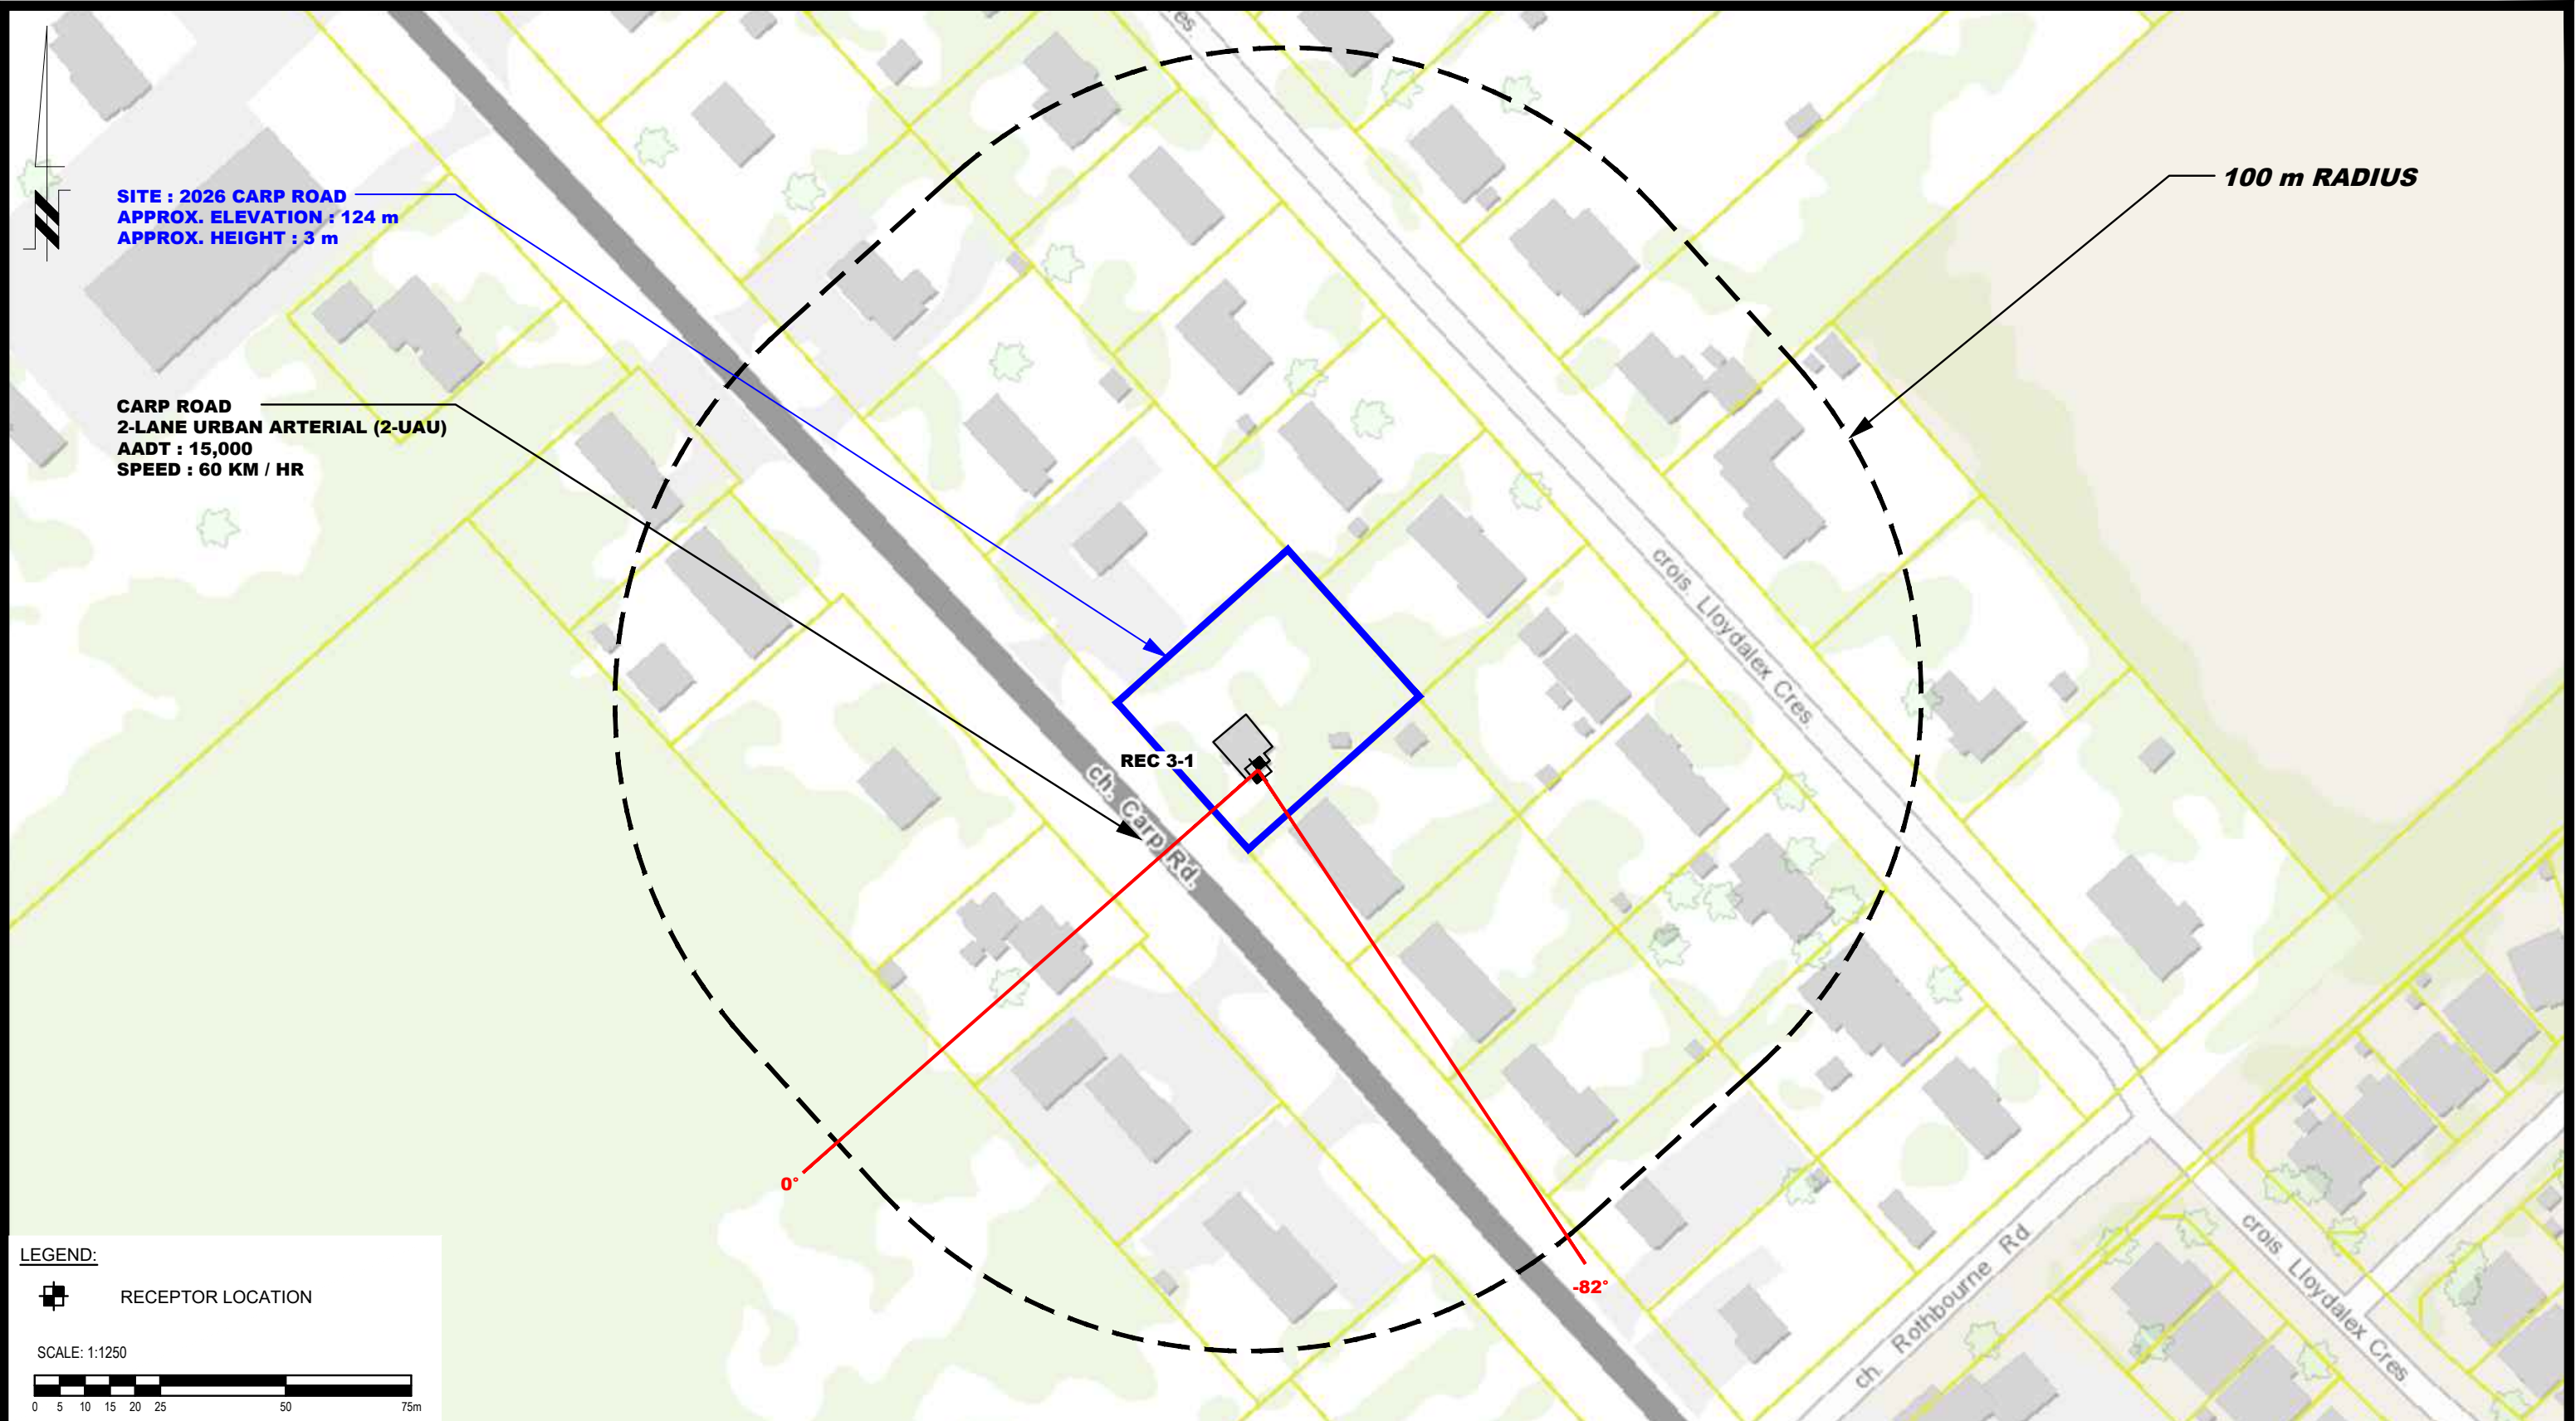 res.
100 m RADIUS
SITE : 2026 CARP ROAD
APPROX. ELEVATION : 124 m
APPROX. HEIGHT : 3 m
CARP ROAD
2-LANE URBAN ARTERIAL (2-UAU)
AADT : 15,000
SPEED : 60 KM / HR
crois. Lloydalex Cres.
REC 3-1
ch. Carp Rd.
0°
-82°
ch. Rothbourne Rd
crois. Lloydalex Cres
LEGEND:
RECEPTOR LOCATION
SCALE: 1:1250
0 5 10 15 20 25 50 75m